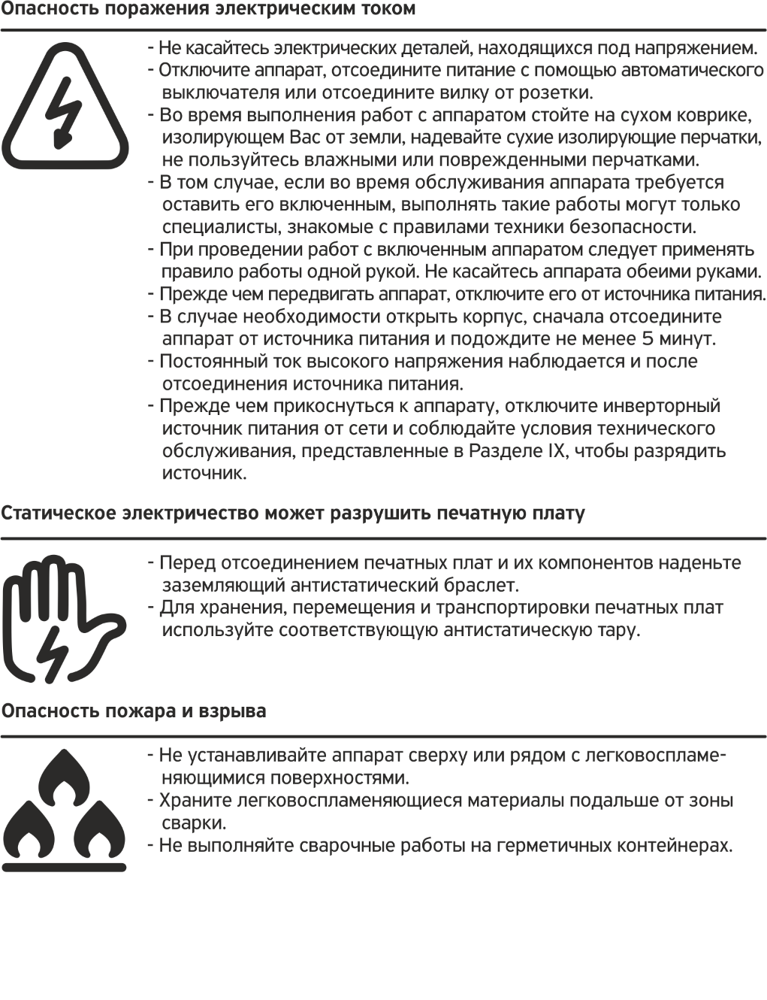 Опасность поражения электрическим током
- Не касайтесь электрических деталей, находящихся под напряжением.
- Отключите аппарат, отсоедините питание с помощью автоматического
выключателя или отсоедините вилку от розетки.
- Во время выполнения работ с аппаратом стойте на сухом коврике,
изолирующем Вас от земли, надевайте сухие изолирующие перчатки,
не пользуйтесь влажными или поврежденными перчатками.
- В том случае, если во время обслуживания аппарата требуется
оставить его включенным, выполнять такие работы могут только
специалисты, знакомые с правилами техники безопасности.
- При проведении работ с включенным аппаратом следует применять
правило работы одной рукой. Не касайтесь аппарата обеими руками.
- Прежде чем передвигать аппарат, отключите его от источника питания.
- В случае необходимости открыть корпус, сначала отсоедините
аппарат от источника питания и подождите не менее 5 минут.
- Постоянный ток высокого напряжения наблюдается и после
отсоединения источника питания.
- Прежде чем прикоснуться к аппарату, отключите инверторный
источник питания от сети и соблюдайте условия технического
обслуживания, представленные в Разделе IX, чтобы разрядить
источник.
Статическое электричество может разрушить печатную плату
- Перед отсоединением печатных плат и их компонентов наденьте
заземляющий антистатический браслет.
- Для хранения, перемещения и транспортировки печатных плат
используйте соответствующую антистатическую тару.
Опасность пожара и взрыва
- Не устанавливайте аппарат сверху или рядом с легковоспламе-
няющимися поверхностями.
- Храните легковоспламеняющиеся материалы подальше от зоны
сварки.
- Не выполняйте сварочные работы на герметичных контейнерах.